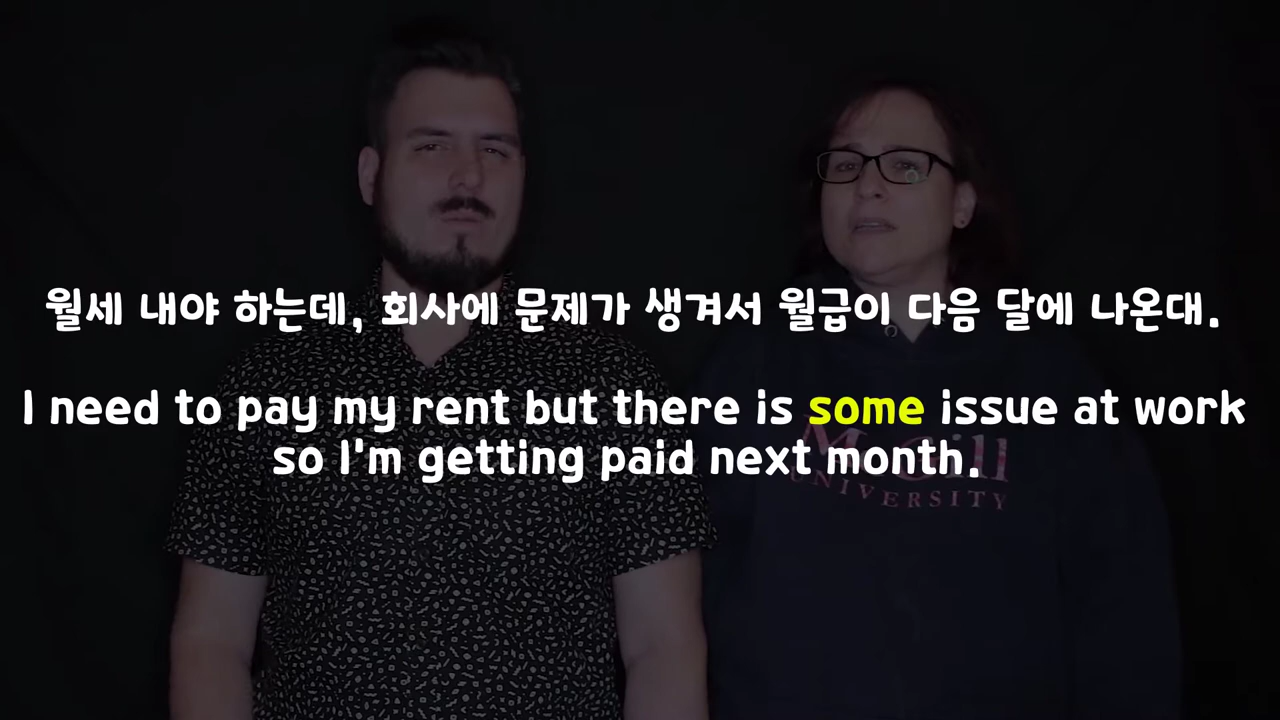 월세 내야 하는데, 회사에 문제가 생겨서 월급이 다음 달에 나온대.
I need to pay my rent but there is some issue at work
so I'm getting paid next month.
McGill
UNIVERSITY